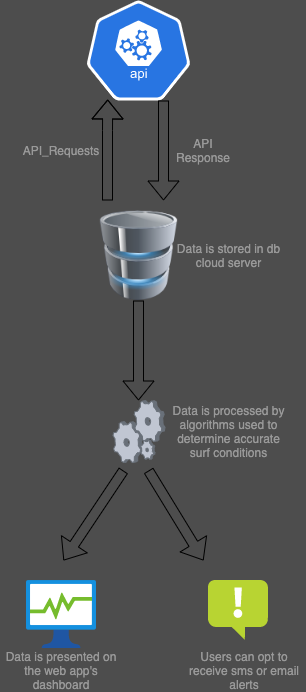 api
API_Requests
API
Response
Data is stored in db
cloud server
Data is processed by
algorithms used to
determine accurate
surf conditions
Data is presented on
the web app's
dashboard
!
Users can opt to
receive sms or email
alerts